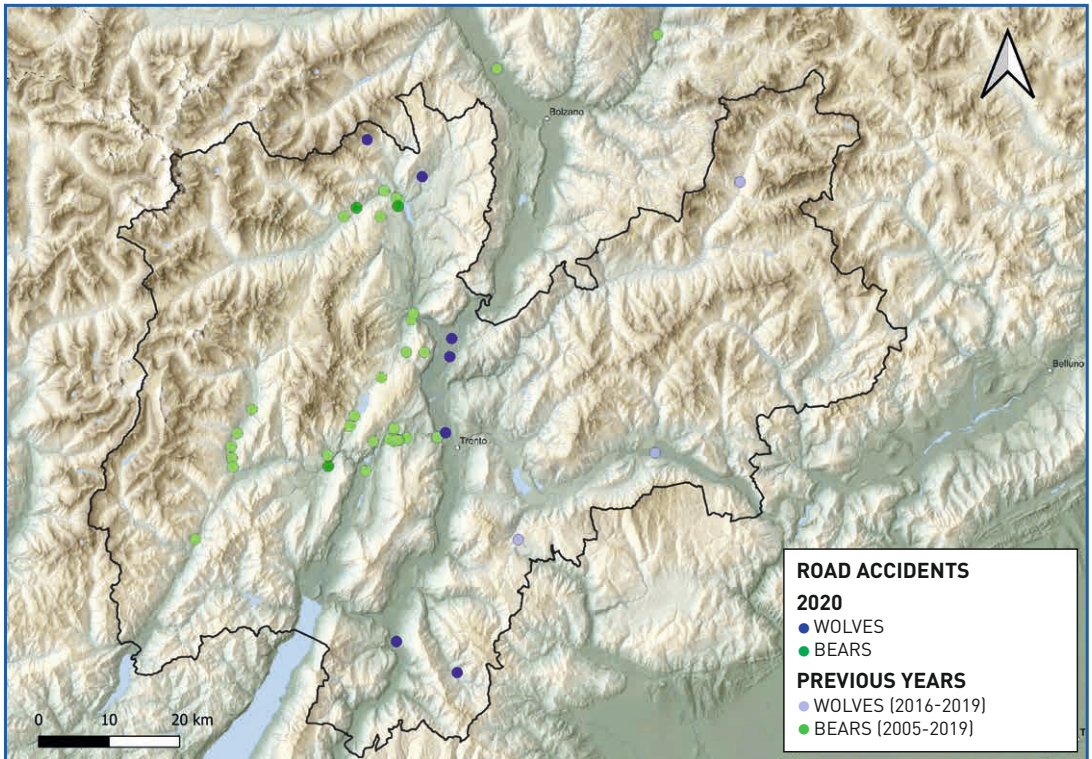 Bolzano
Belluno
Trento
ROAD ACCIDENTS
2020
WOLVES
BEARS
PREVIOUS YEARS
WOLVES (2016-2019)
BEARS (2005-2019)
0 10 20 km